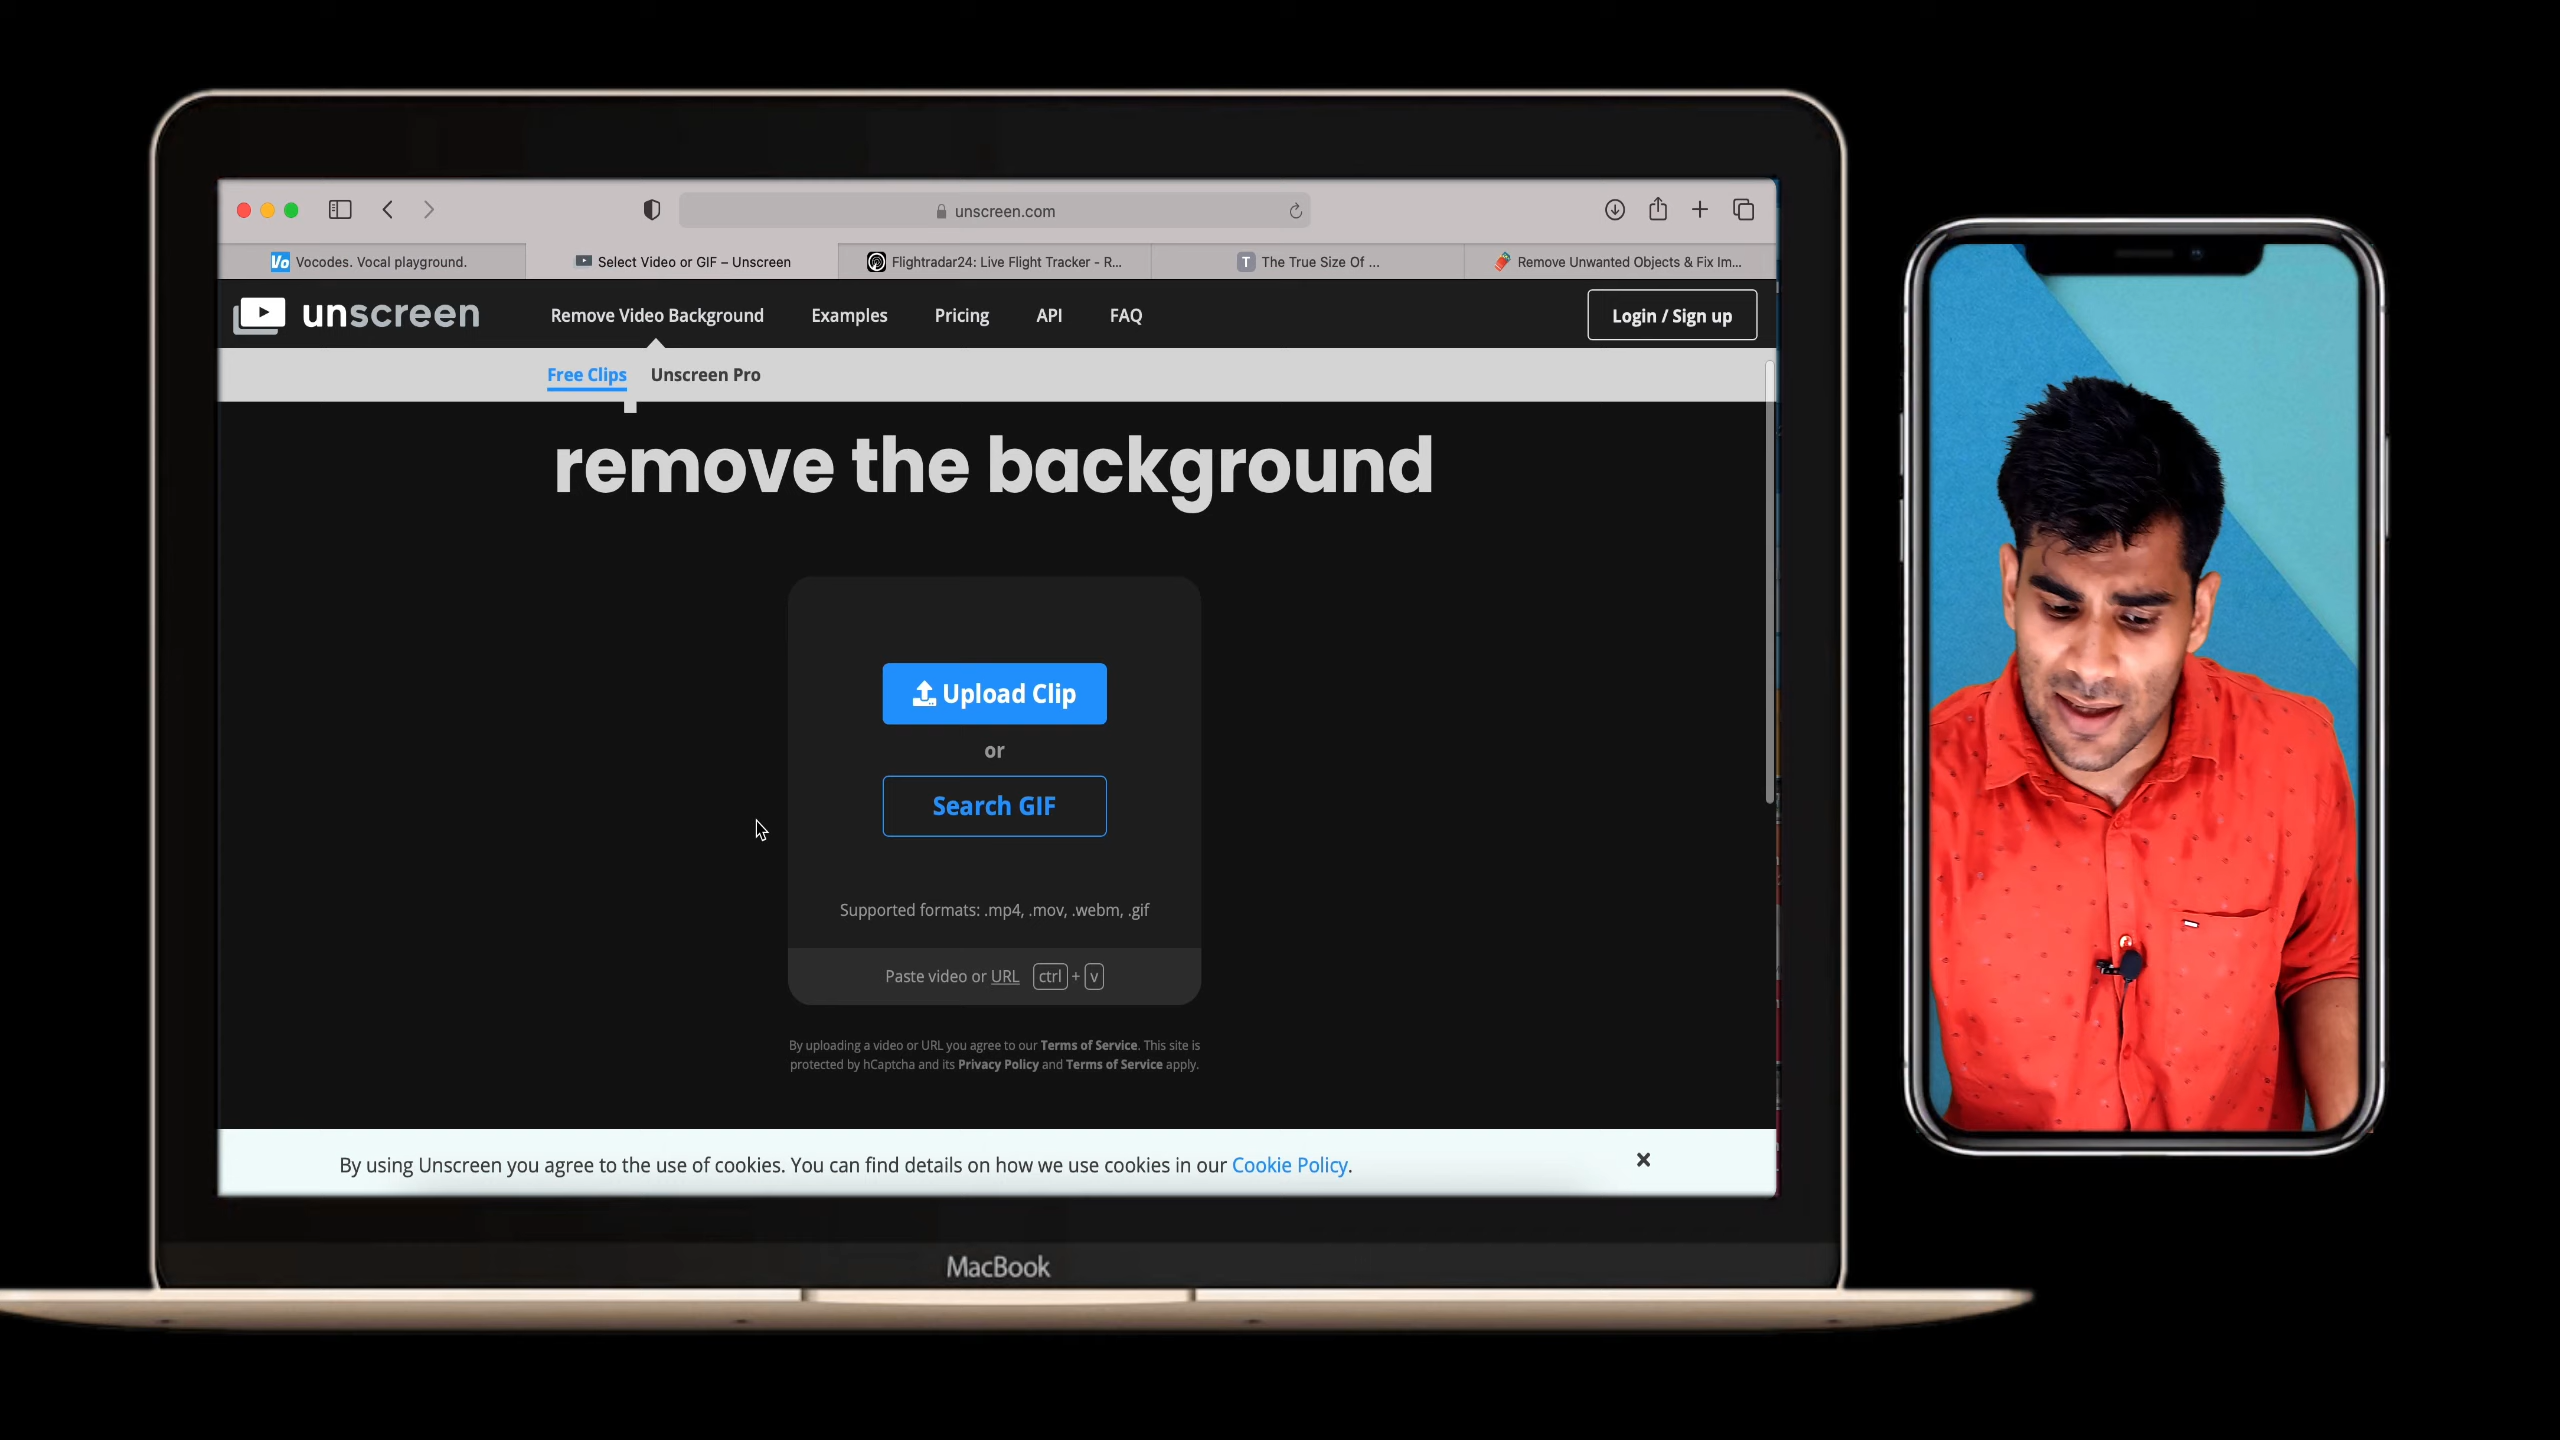 unscreen.com
Vo Vocodes. Vocal playground.
Select Video or GIF – Unscreen
Flightradar24: Live Flight Tracker - R...
T The True Size Of ...
Remove Unwanted Objects & Fix Im...
unscreen
Remove Video Background
Examples
Pricing
API
FAQ
Login / Sign up
Free Clips
Unscreen Pro
remove the background
Upload Clip
or
Search GIF
Supported formats: .mp4, .mov, .webm, .gif
Paste video or URL ctrl + v
By uploading a video or URL you agree to our Terms of Service. This site is
protected by hCaptcha and its Privacy Policy and Terms of Service apply.
By using Unscreen you agree to the use of cookies. You can find details on how we use cookies in our Cookie Policy.
MacBook